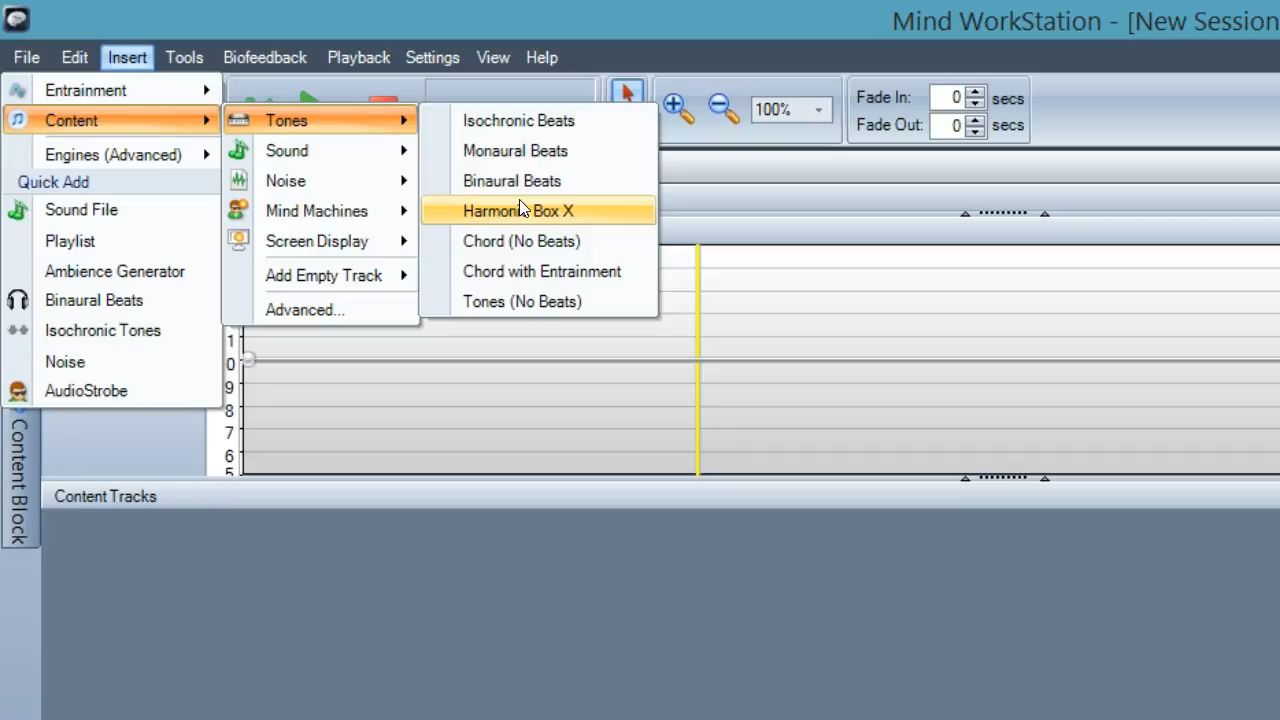 Mind WorkStation - [New Session
File Edit Insert Tools Biofeedback Playback Settings View Help
Entrainment
Content
Engines (Advanced)
Quick Add
Sound File
Playlist
Ambience Generator
Binaural Beats
Isochronic Tones
Noise
AudioStrobe
Tones
Sound
Noise
Mind Machines
Screen Display
Add Empty Track
Advanced...
Isochronic Beats
Monaural Beats
Binaural Beats
Harmonic Box X
Chord (No Beats)
Chord with Entrainment
Tones (No Beats)
100%
Fade In: 0 secs
Fade Out: 0 secs
1
0
9
8
7
6
5
Content Block
Content Tracks